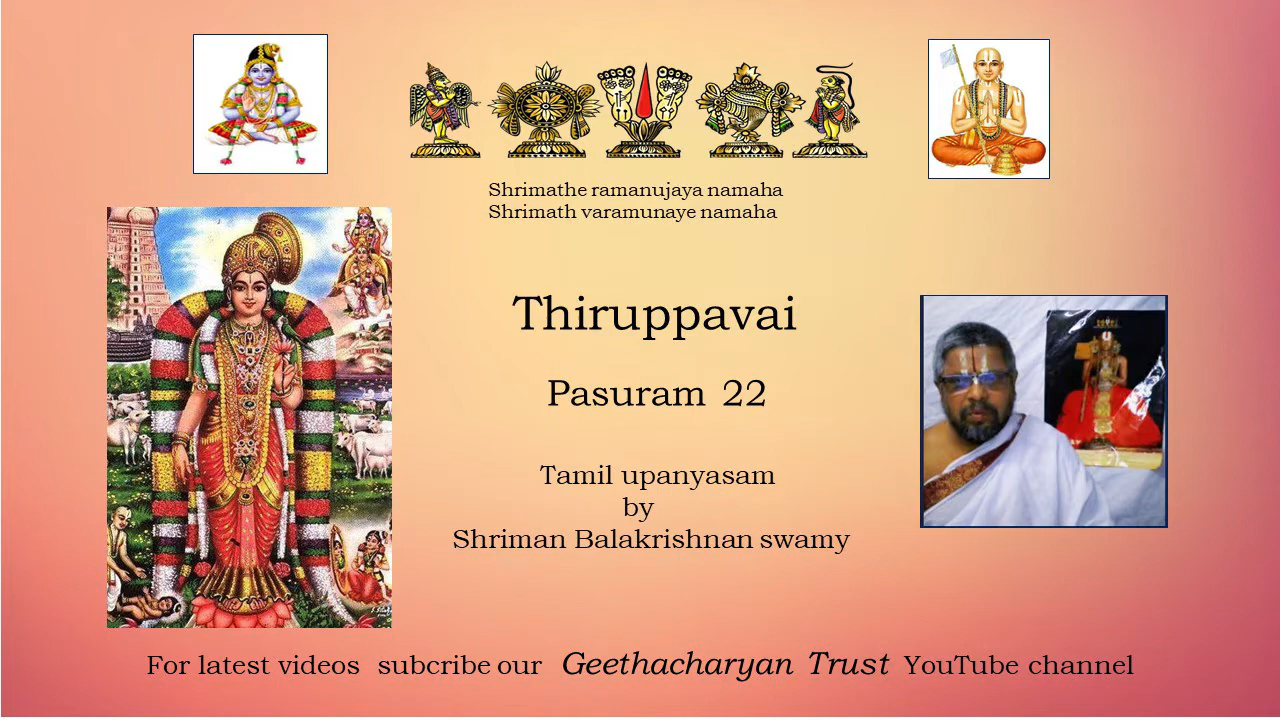 Shrimathe ramanujaya namaha
Shrimath varamunaye namaha
Thiruppavai
Pasuram 22
Tamil upanyasam
by
Shriman Balakrishnan swamy
For latest videos subcribe our Geethacharyan Trust YouTube channel